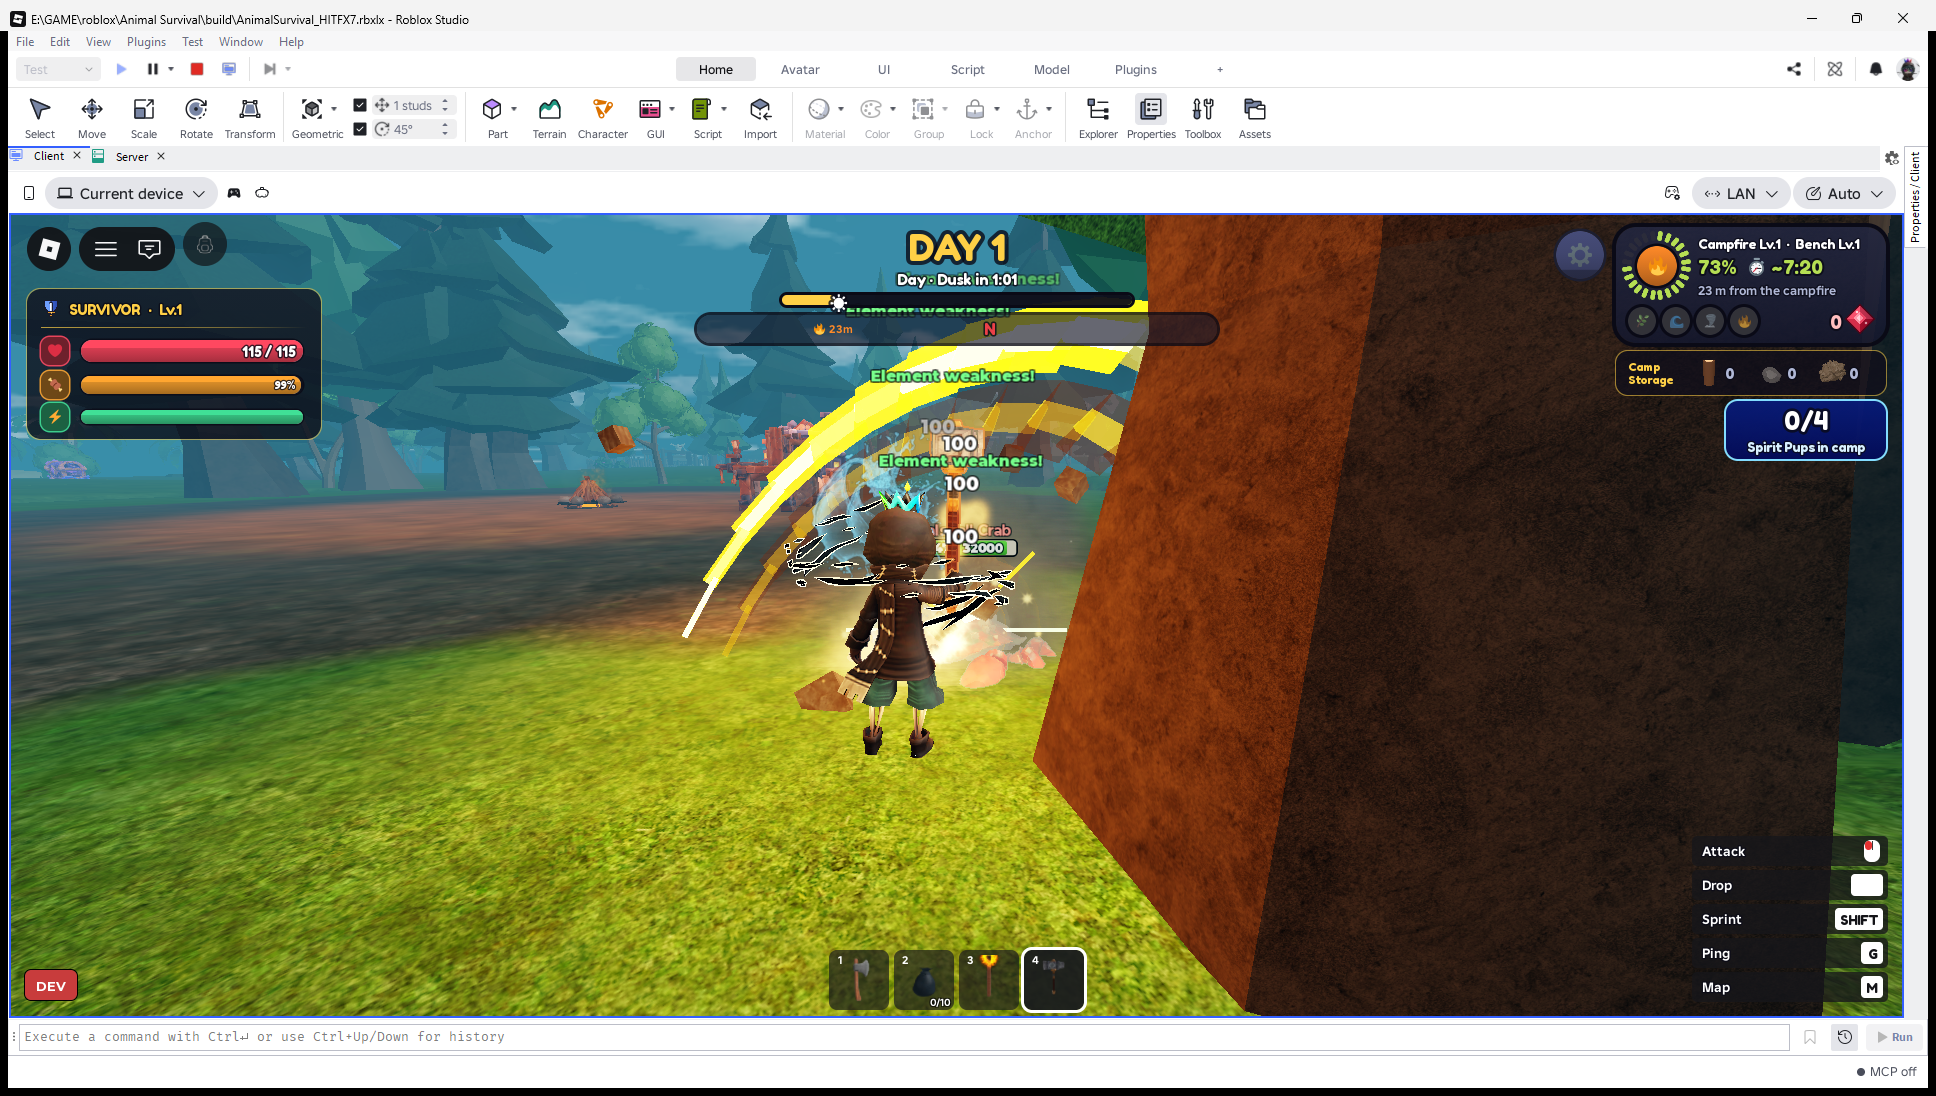 E:\GAME\roblox\Animal Survival\build\AnimalSurvival_HITFX7.rbxlx - Roblox Studio
File Edit View Plugins Test Window Help
Test
Home Avatar UI Script Model Plugins +
Select Move Scale Rotate Transform Geometric 1 studs 45° Part Terrain Character GUI Script Import Material Color Group Lock Anchor Explorer Properties Toolbox Assets
Client Server
Properties / Client
Current device
LAN Auto
SURVIVOR · Lv.1
115 / 115
99%
DAY 1
Day · Dusk in 1:01
Element weakness!
23m N
Element weakness!
100
100
Element weakness!
100
Crab
100
32000
Campfire Lv.1 · Bench Lv.1
73% ~7:20
23 m from the campfire
0
Camp Storage 0 0 0
0/4
Spirit Pups in camp
Attack
Drop
Sprint SHIFT
Ping G
Map M
DEV
1 2 3 4
0/10
Execute a command with Ctrl↵ or use Ctrl+Up/Down for history
Run
MCP off